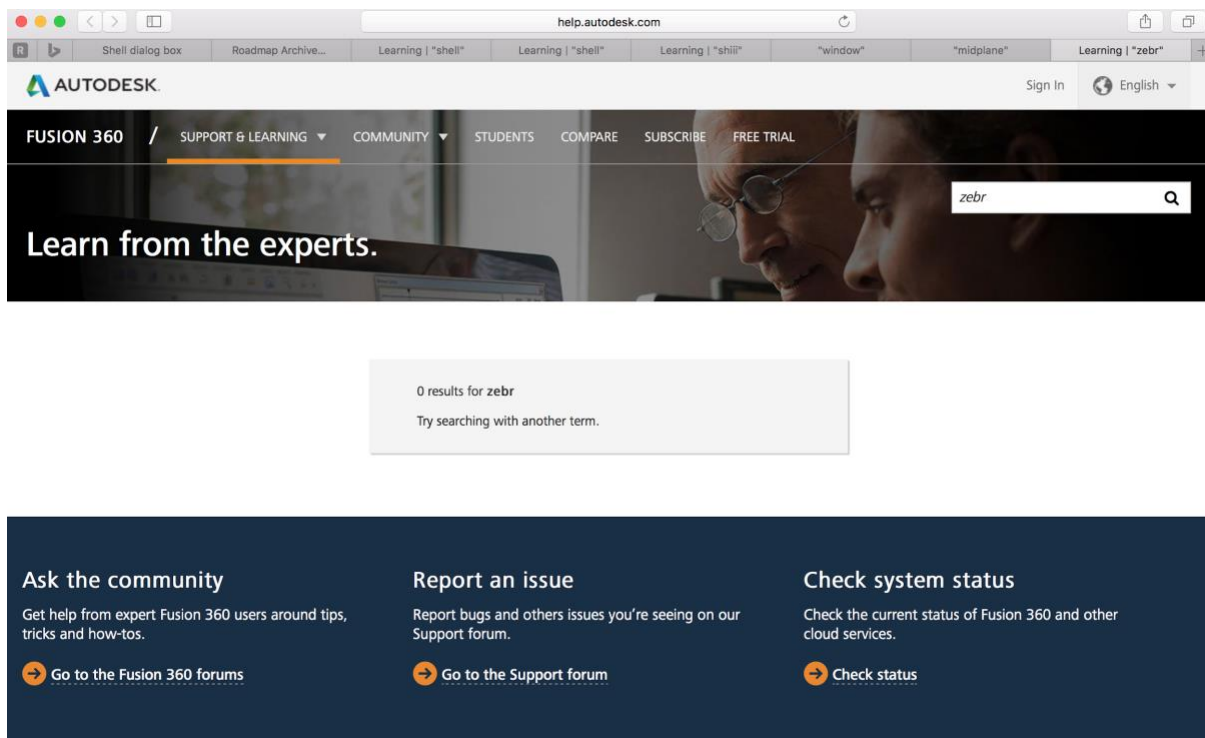 help.autodesk.com
R
Shell dialog box
Roadmap Archive...
Learning | "shell"
Learning | "shell"
Learning | "shili"
"window"
"midplane"
Learning | "zebr"
AUTODESK.
Sign In
English
FUSION 360 / SUPPORT & LEARNING COMMUNITY STUDENTS COMPARE SUBSCRIBE FREE TRIAL
zebr
Learn from the experts.
0 results for zebr
Try searching with another term.
Ask the community
Get help from expert Fusion 360 users around tips,
tricks and how-tos.
Go to the Fusion 360 forums
Report an issue
Report bugs and others issues you're seeing on our
Support forum.
Go to the Support forum
Check system status
Check the current status of Fusion 360 and other
cloud services.
Check status